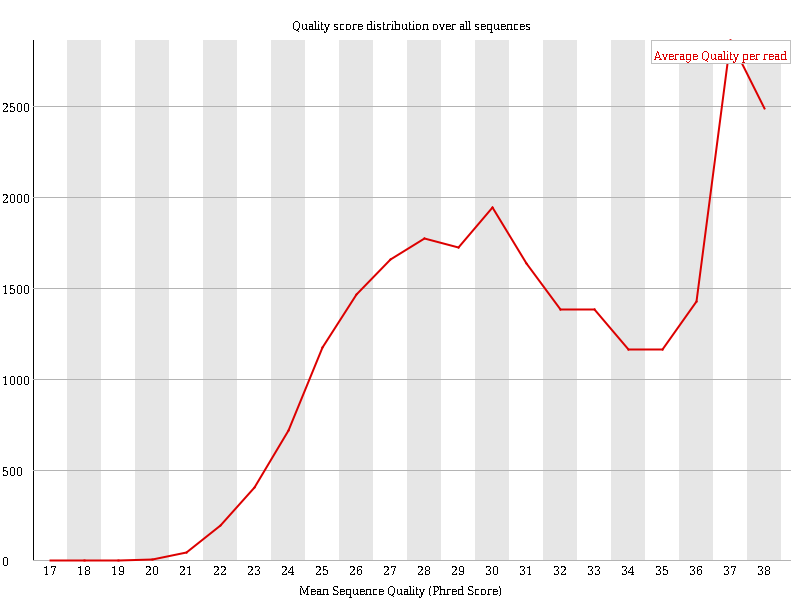 Quality score distribution over all sequences
Average Quality per read
2500
2000
1500
1000
500
0
17 18 19 20 21 22 23 24 25 26 27 28 29 30 31 32 33 34 35 36 37 38
Mean Sequence Quality (Phred Score)